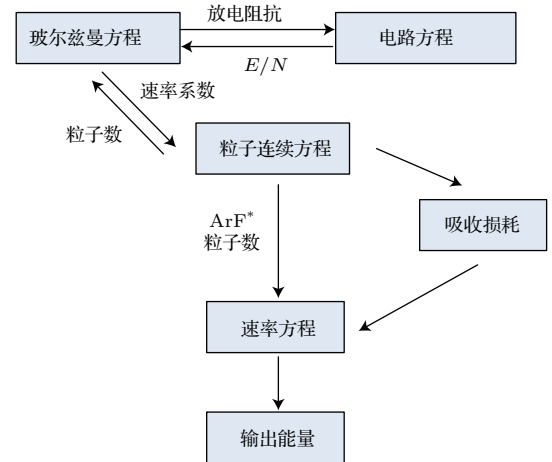 放电阻抗
玻尔兹曼方程
电路方程
E/N
速率系数
粒子数
粒子连续方程
ArF*
粒子数
吸收损耗
速率方程
输出能量